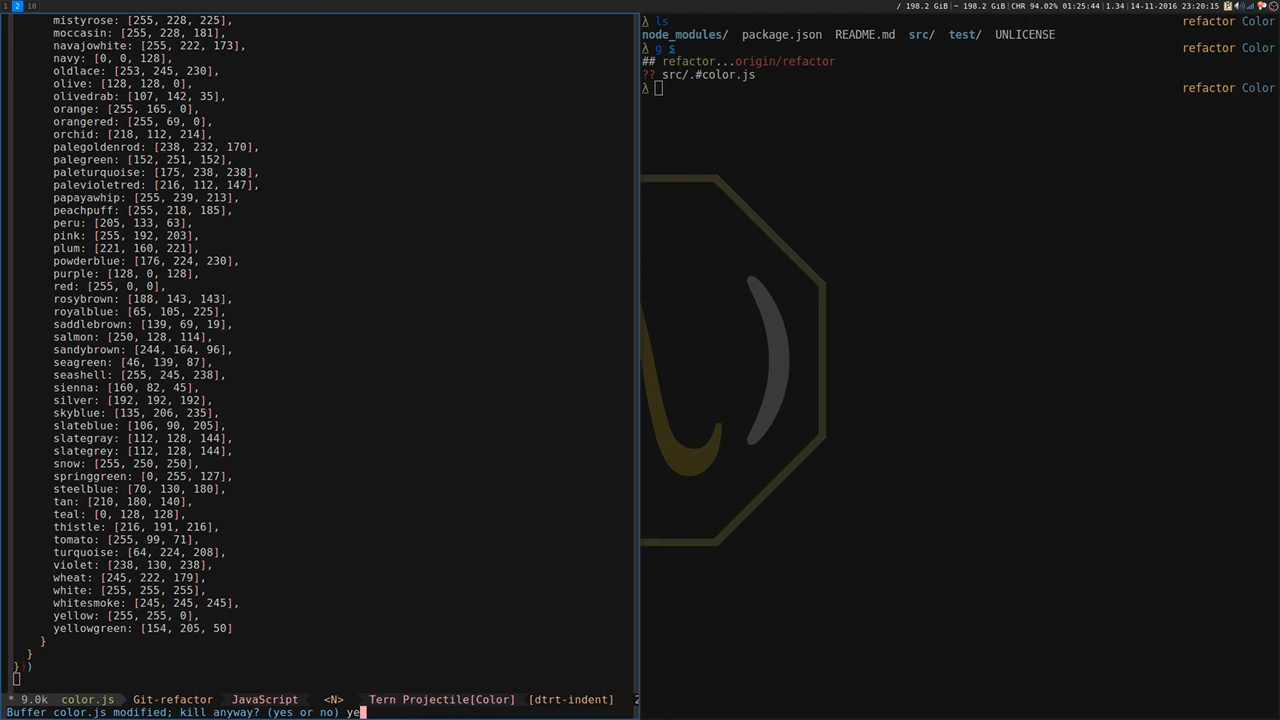 1 2 10
/ 198.2 GiB|~ 198.2 GiB|CHR 94.02% 01:25:44|1.34|14-11-2016 23:20:15
mistyrose: [255, 228, 225],
moccasin: [255, 228, 181],
navajowhite: [255, 222, 173],
navy: [0, 0, 128],
oldlace: [253, 245, 230],
olive: [128, 128, 0],
olivedrab: [107, 142, 35],
orange: [255, 165, 0],
orangered: [255, 69, 0],
orchid: [218, 112, 214],
palegoldenrod: [238, 232, 170],
palegreen: [152, 251, 152],
paleturquoise: [175, 238, 238],
palevioletred: [216, 112, 147],
papayawhip: [255, 239, 213],
peachpuff: [255, 218, 185],
peru: [205, 133, 63],
pink: [255, 192, 203],
plum: [221, 160, 221],
powderblue: [176, 224, 230],
purple: [128, 0, 128],
red: [255, 0, 0],
rosybrown: [188, 143, 143],
royalblue: [65, 105, 225],
saddlebrown: [139, 69, 19],
salmon: [250, 128, 114],
sandybrown: [244, 164, 96],
seagreen: [46, 139, 87],
seashell: [255, 245, 238],
sienna: [160, 82, 45],
silver: [192, 192, 192],
skyblue: [135, 206, 235],
slateblue: [106, 90, 205],
slategray: [112, 128, 144],
slategrey: [112, 128, 144],
snow: [255, 250, 250],
springgreen: [0, 255, 127],
steelblue: [70, 130, 180],
tan: [210, 180, 140],
teal: [0, 128, 128],
thistle: [216, 191, 216],
tomato: [255, 99, 71],
turquoise: [64, 224, 208],
violet: [238, 130, 238],
wheat: [245, 222, 179],
white: [255, 255, 255],
whitesmoke: [245, 245, 245],
yellow: [255, 255, 0],
yellowgreen: [154, 205, 50]
}
}
})
* 9.0k color.js Git-refactor JavaScript <N> Tern Projectile[Color] [dtrt-indent] 2
Buffer color.js modified; kill anyway? (yes or no) ye
λ ls refactor Color
node_modules/ package.json README.md src/ test/ UNLICENSE
λ g s refactor Color
## refactor...origin/refactor
?? src/.#color.js
λ refactor Color